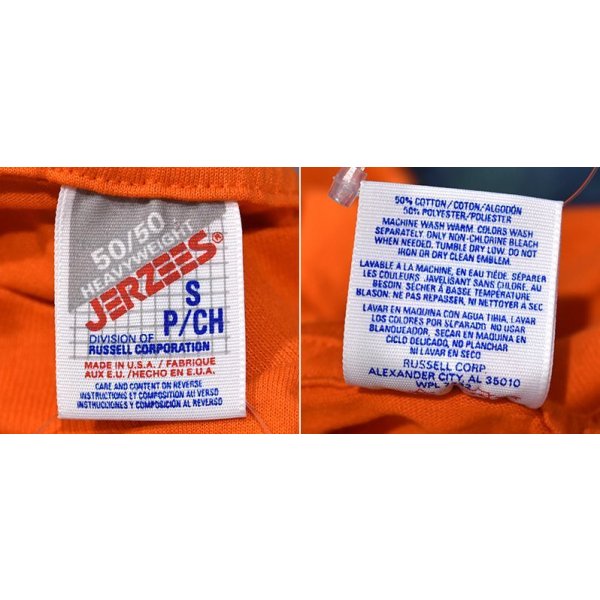 50/50
HEAVYWEIGHT
JERZEES®
S
P/CH
DIVISION OF
RUSSELL CORPORATION
MADE IN U.S.A./ FABRIQUE
AUX E.U./HECHO EN E.U.A.
CARE AND CONTENT ON REVERSE
INSTRUCTIONS ET COMPOSITION AU VERSO
INSTRUCCIONES Y COMPOSICIÓN AL REVERSO
50% COTTON/COTON/ALGODÓN
50% POLYESTER/POLIÉSTER
MACHINE WASH WARM. COLORS WASH
SEPARATELY. ONLY NON-CHLORINE BLEACH
WHEN NEEDED. TUMBLE DRY LOW. DO NOT
IRON OR DRY CLEAN EMBLEM.
LAVABLE A LA MACHINE, EN EAU TIÉDE. SÉPARER
LES COULEURS. JAVELISANT SANS CHLORE, AU
BESOIN. SÉCHER À BASSE TEMPÉRATURE
BLASON: NE PAS REPASSER, NI NETTOYER A SEC
LAVAR EN MAQUINA CON AGUA TIBIA, LAVAR
LOS COLORES POR SEPARADO. NO USAR
BLANQUEADOR. SECAR EN MAQUINA EN
CICLO DELICADO, NO PLANCHAR
NI LAVAR EN SECO
RUSSELL CORP
ALEXANDER CITY, AL 35010
WPL